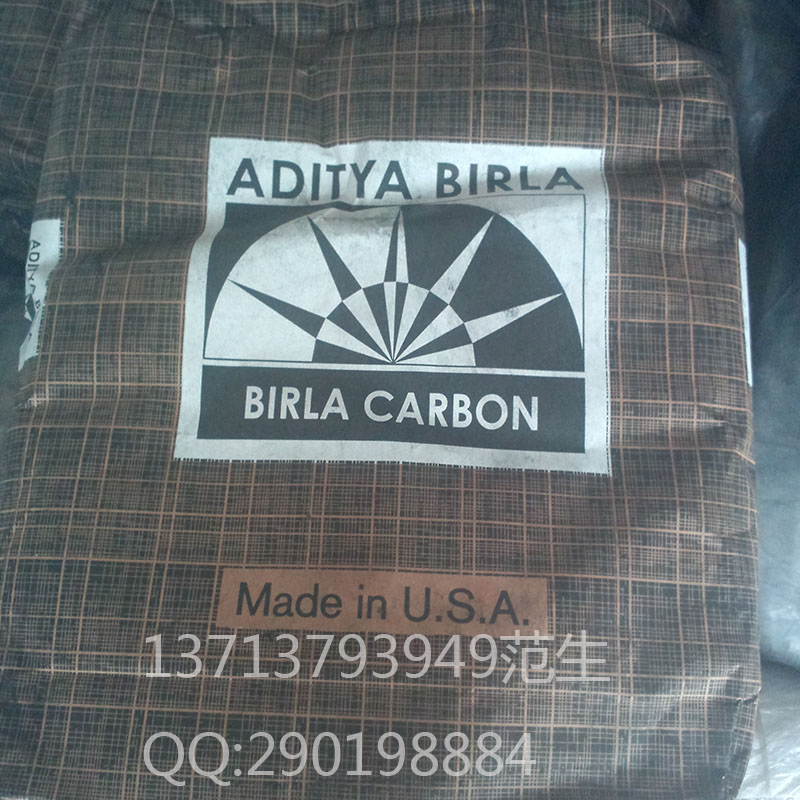 ADITYA BIRLA
BIRLA CARBON
ADITYA
Made in U.S.A.
13713793949范生
QQ:290198884